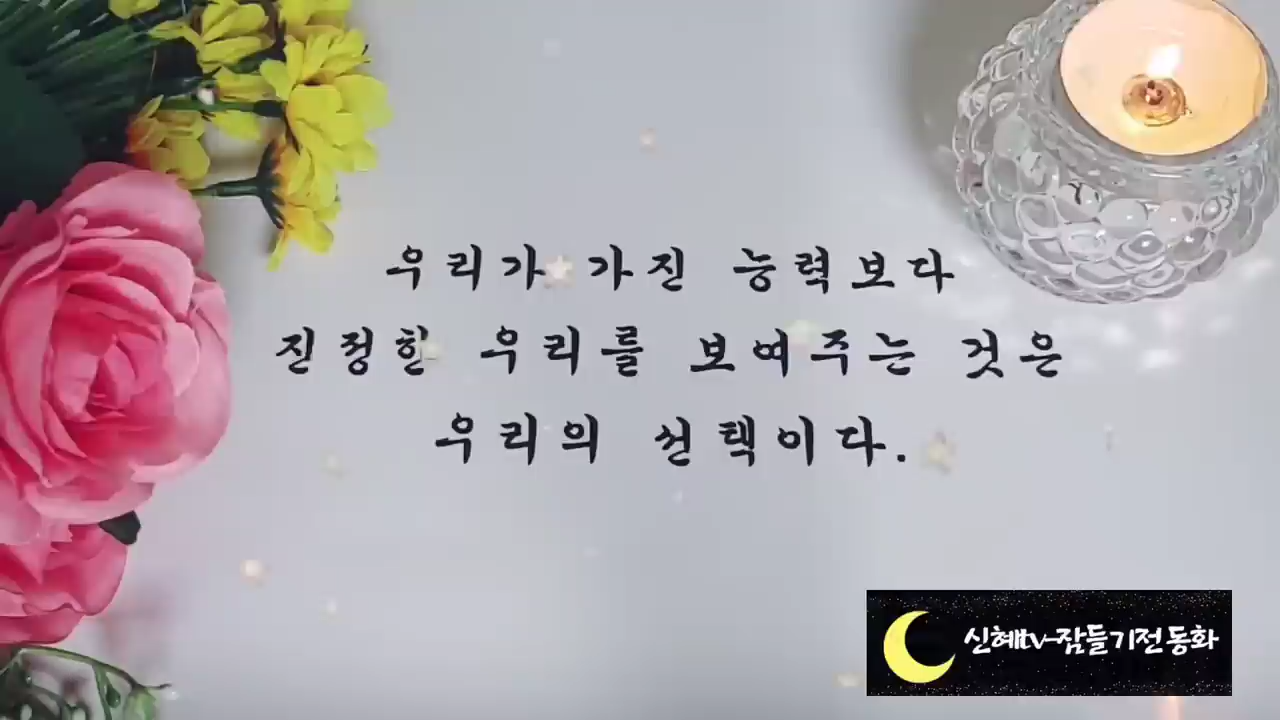 우리가 가진 능력보다
진정한 우리를 보여주는 것은
우리의 선택이다.
신혜tv-잠들기전 동화